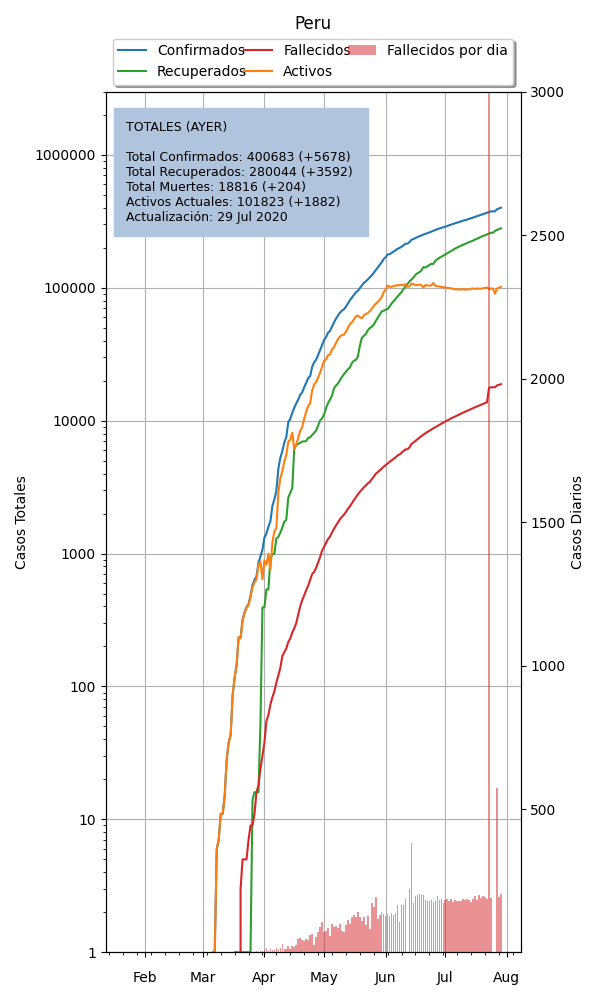 Peru
Confirmados Fallecidos Fallecidos por dia
Recuperados Activos
TOTALES (AYER)
Total Confirmados: 400683 (+5678)
Total Recuperados: 280044 (+3592)
Total Muertes: 18816 (+204)
Activos Actuales: 101823 (+1882)
Actualización: 29 Jul 2020
Casos Totales
1000000
100000
10000
1000
100
10
1
Casos Diarios
3000
2500
2000
1500
1000
500
Feb Mar Apr May Jun Jul Aug